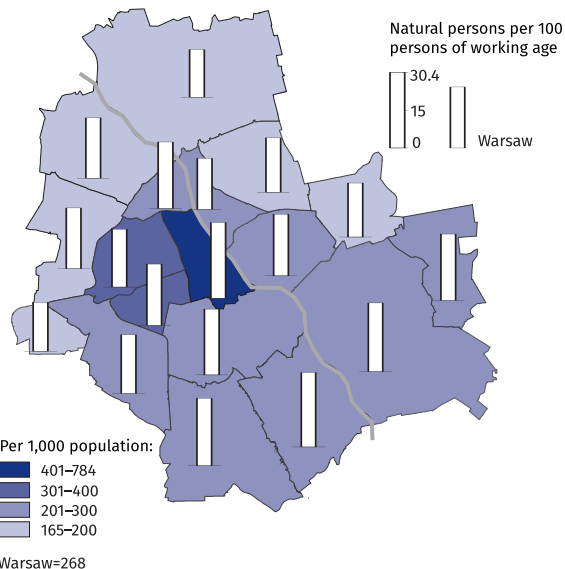 Natural persons per 100
persons of working age
30.4
15
0
Warsaw
Per 1,000 population:
401–784
301–400
201–300
165–200
Warsaw=268